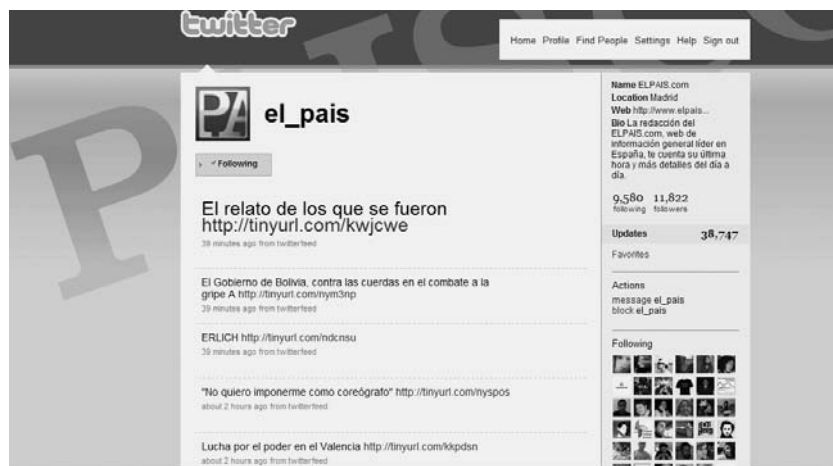 twitter
Home Profile Find People Settings Help Sign out
PA
el_pais
Following
El relato de los que se fueron
http://tinyurl.com/kwjcwe
39 minutes ago from twitterfeed
El Gobierno de Bolivia, contra las cuerdas en el combate a la
gripe A http://tinyurl.com/nym3np
39 minutes ago from twitterfeed
ERLICH http://tinyurl.com/ndcnsu
39 minutes ago from twitterfeed
"No quiero imponerme como coreógrafo" http://tinyurl.com/nyspos
about 2 hours ago from twitterfeed
Lucha por el poder en el Valencia http://tinyurl.com/kkpdsn
about 2 hours ago from twitterfeed
Name ELPAIS.com
Location Madrid
Web http://www.elpais...
Bio La redacción del
ELPAIS.com, web de
información general líder en
España, te cuenta su última
hora y más detalles del día a
día.
9,580 11,822
following followers
Updates 38,747
Favorites
Actions
message el_pais
block el_pais
Following